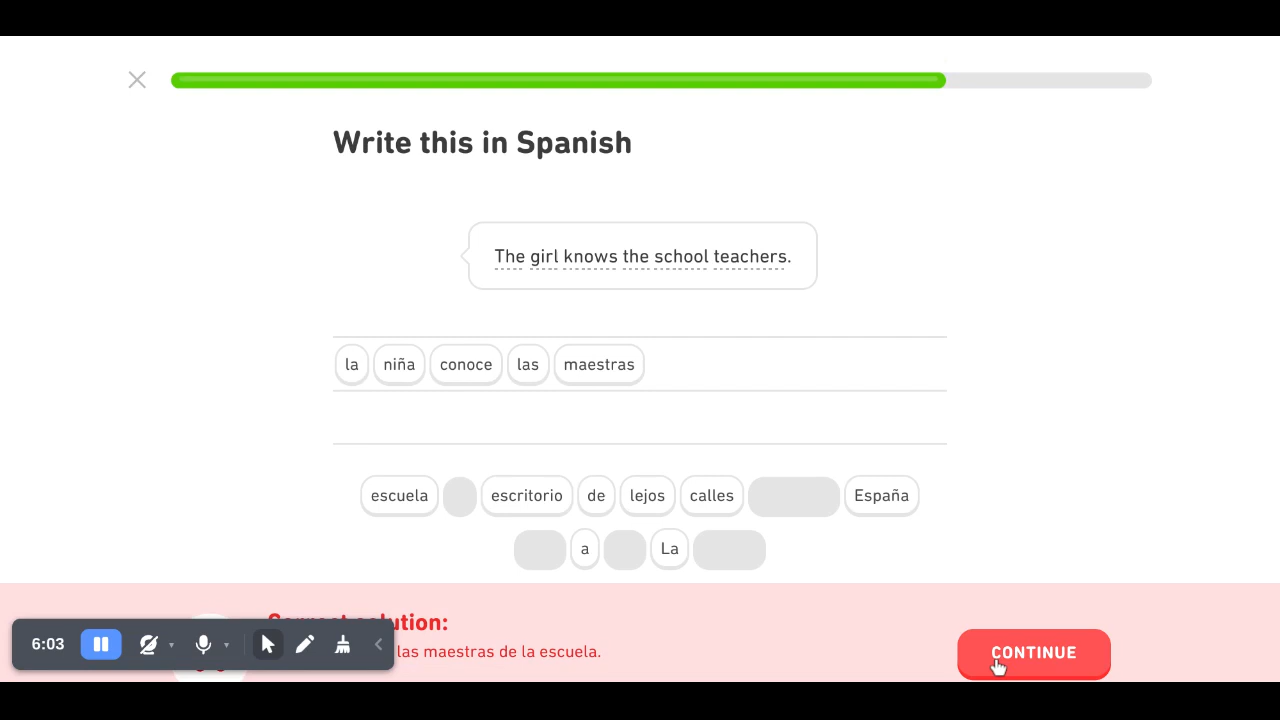 Write this in Spanish
The girl knows the school teachers.
la niña conoce las maestras
escuela escritorio de lejos calles España
a La
solution:
6:03 las maestras de la escuela.
CONTINUE